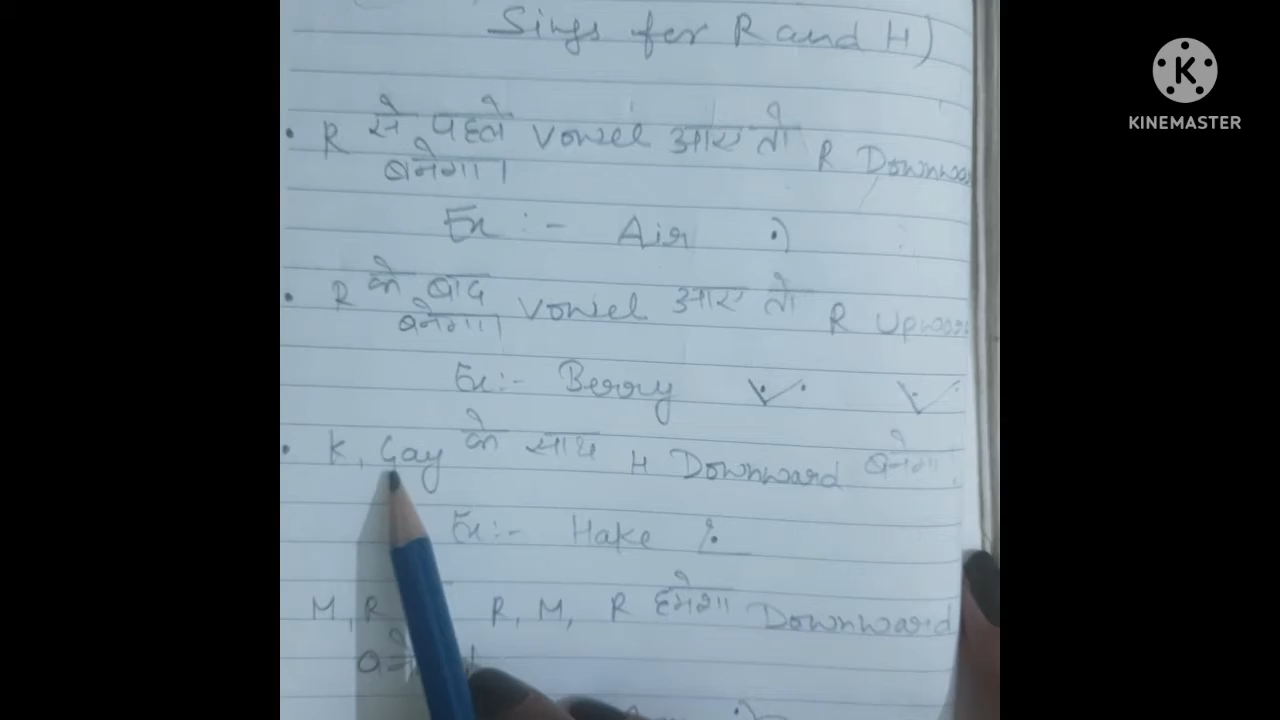 Sings for R and H)
• R से पहले Vowel आए तो R Downwa
बनेगा।
Ex :- Air
• R के बाद Vowel आए तो R Upwar
बनेगा।
Ex:- Berry
• K, Gay के साथ H Downward बनेगा
Ex:- Hake
M, R R, M, R हमेशा Downward
KINEMASTER